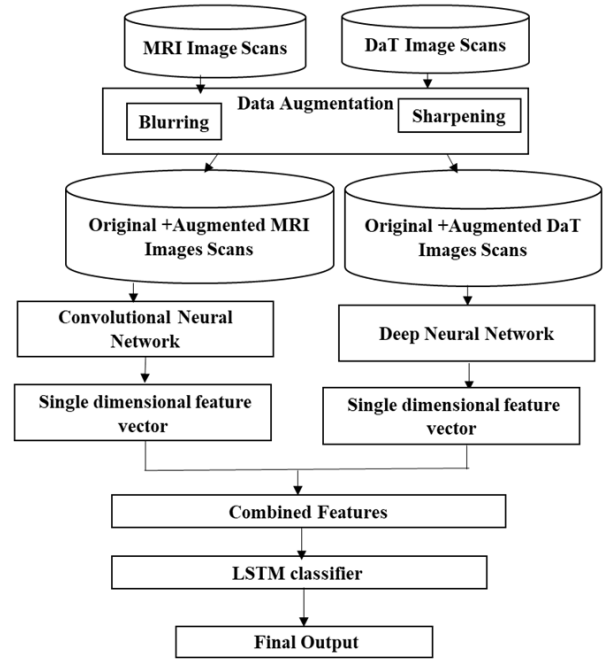 MRI Image Scans
DaT Image Scans
Data Augmentation
Blurring
Sharpening
Original +Augmented MRI
Images Scans
Original +Augmented DaT
Images Scans
Convolutional Neural
Network
Deep Neural Network
Single dimensional feature
vector
Single dimensional feature
vector
Combined Features
LSTM classifier
Final Output